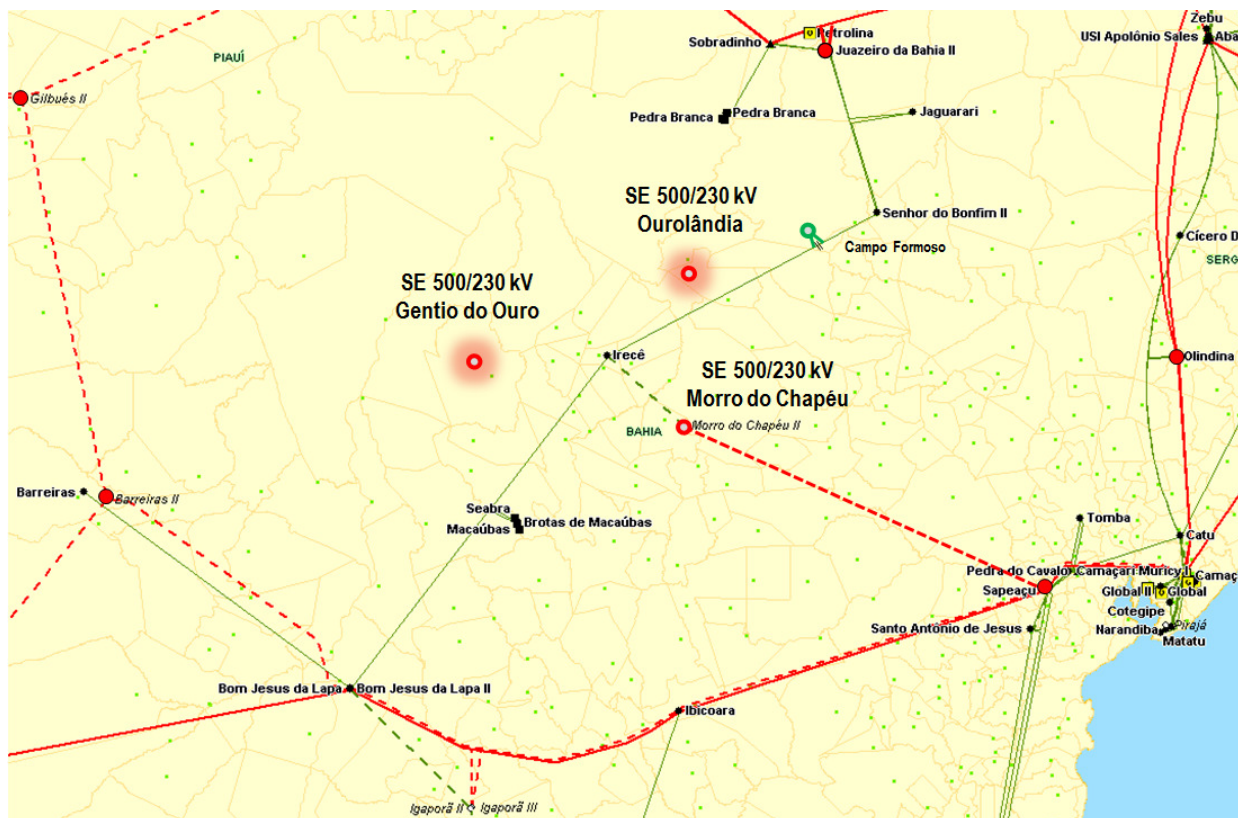 Zebu
Petrolina
USI Apolônio Sales
Aba
Sobradinho
Juazeiro da Bahia II
PIAUÍ
Gilbués II
Pedra Branca
Pedra Branca
Jaguarari
SE 500/230 kV
Ourolândia
Senhor do Bonfim II
Cícero D
Campo Formoso
SERG
SE 500/230 kV
Gentio do Ouro
Irecê
Olindina
SE 500/230 kV
Morro do Chapéu
Morro do Chapéu II
BAHIA
Barreiras
Barreiras II
Seabra
Brotas de Macaúbas
Macaúbas
Tomba
Catu
Pedra do Cavalo
Camaçari
Muricy I
Camaç
Sapeaçu
Global II
Global
Cotegipe
Santo Antônio de Jesus
Narandiba
Pirajá
Matatu
Bom Jesus da Lapa
Bom Jesus da Lapa II
Ibicoara
Igaporã II
Igaporã III